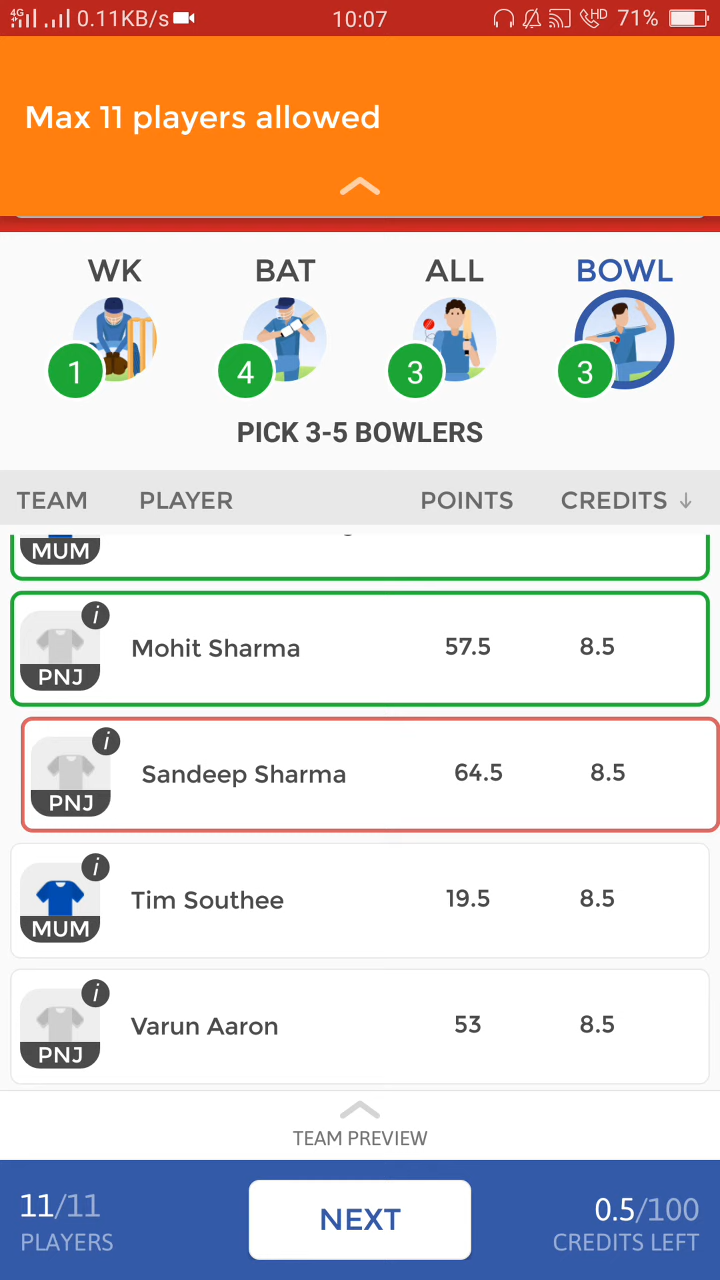 4G 0.11KB/s 10:07 HD 71%
Max 11 players allowed
WK BAT ALL BOWL
1 4 3 3
PICK 3-5 BOWLERS
TEAM PLAYER POINTS CREDITS ↓
MUM
i
Mohit Sharma 57.5 8.5
PNJ
i
Sandeep Sharma 64.5 8.5
PNJ
i
Tim Southee 19.5 8.5
MUM
i
Varun Aaron 53 8.5
PNJ
TEAM PREVIEW
11/11 NEXT 0.5/100
PLAYERS CREDITS LEFT